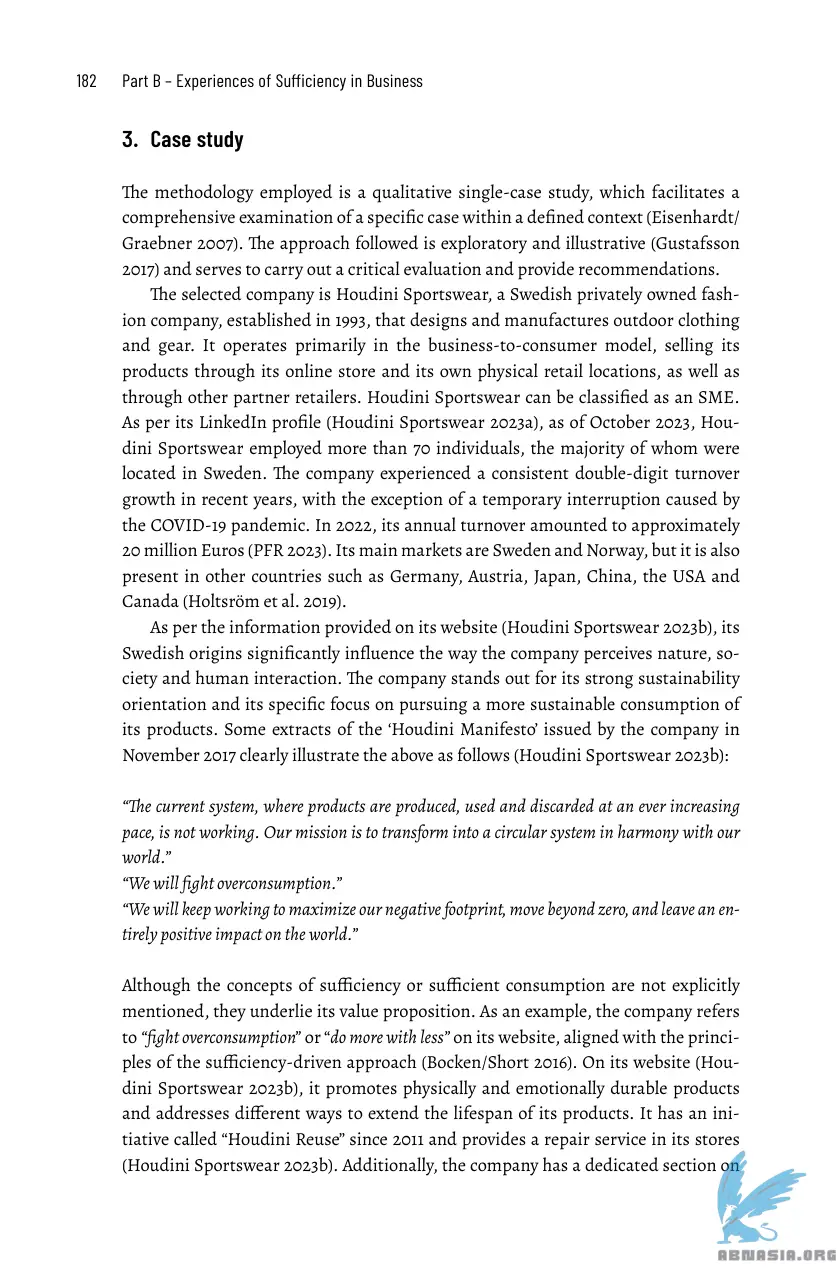 182 Part B – Experiences of Sufficiency in Business
3. Case study
The methodology employed is a qualitative single-case study, which facilitates a
comprehensive examination of a specific case within a defined context (Eisenhardt/
Graebner 2007). The approach followed is exploratory and illustrative (Gustafsson
2017) and serves to carry out a critical evaluation and provide recommendations.
The selected company is Houdini Sportswear, a Swedish privately owned fash-
ion company, established in 1993, that designs and manufactures outdoor clothing
and gear. It operates primarily in the business-to-consumer model, selling its
products through its online store and its own physical retail locations, as well as
through other partner retailers. Houdini Sportswear can be classified as an SME.
As per its LinkedIn profile (Houdini Sportswear 2023a), as of October 2023, Hou-
dini Sportswear employed more than 70 individuals, the majority of whom were
located in Sweden. The company experienced a consistent double-digit turnover
growth in recent years, with the exception of a temporary interruption caused by
the COVID-19 pandemic. In 2022, its annual turnover amounted to approximately
20 million Euros (PFR 2023). Its main markets are Sweden and Norway, but it is also
present in other countries such as Germany, Austria, Japan, China, the USA and
Canada (Holtsröm et al. 2019).
As per the information provided on its website (Houdini Sportswear 2023b), its
Swedish origins significantly influence the way the company perceives nature, so-
ciety and human interaction. The company stands out for its strong sustainability
orientation and its specific focus on pursuing a more sustainable consumption of
its products. Some extracts of the ‘Houdini Manifesto’ issued by the company in
November 2017 clearly illustrate the above as follows (Houdini Sportswear 2023b):
“The current system, where products are produced, used and discarded at an ever increasing
pace, is not working. Our mission is to transform into a circular system in harmony with our
world.”
“We will fight overconsumption.”
“We will keep working to maximize our negative footprint, move beyond zero, and leave an en-
tirely positive impact on the world.”
Although the concepts of sufficiency or sufficient consumption are not explicitly
mentioned, they underlie its value proposition. As an example, the company refers
to “fight overconsumption” or “do more with less” on its website, aligned with the princi-
ples of the sufficiency-driven approach (Bocken/Short 2016). On its website (Hou-
dini Sportswear 2023b), it promotes physically and emotionally durable products
and addresses different ways to extend the lifespan of its products. It has an ini-
tiative called “Houdini Reuse” since 2011 and provides a repair service in its stores
(Houdini Sportswear 2023b). Additionally, the company has a dedicated section on
ABNASIA.ORG